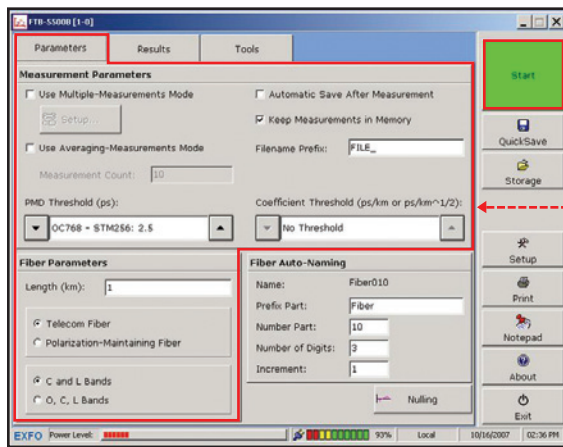 FTB-5500B [1-0]
Parameters
Results
Tools
Measurement Parameters
Use Multiple-Measurements Mode
Setup...
Use Averaging-Measurements Mode
Measurement Count: 10
Automatic Save After Measurement
Keep Measurements in Memory
Filename Prefix: FILE_
PMD Threshold (ps):
OC768 - STM256: 2.5
Coefficient Threshold (ps/km or ps/km^1/2):
No Threshold
Fiber Parameters
Length (km): 1
Telecom Fiber
Polarization-Maintaining Fiber
C and L Bands
O, C, L Bands
Fiber Auto-Naming
Name: Fiber010
Prefix Part: Fiber
Number Part: 10
Number of Digits: 3
Increment: 1
Nulling
Start
QuickSave
Storage
Setup
Print
Notepad
About
Exit
EXFO Power Level: 93% Local 10/16/2007 02:36 PM